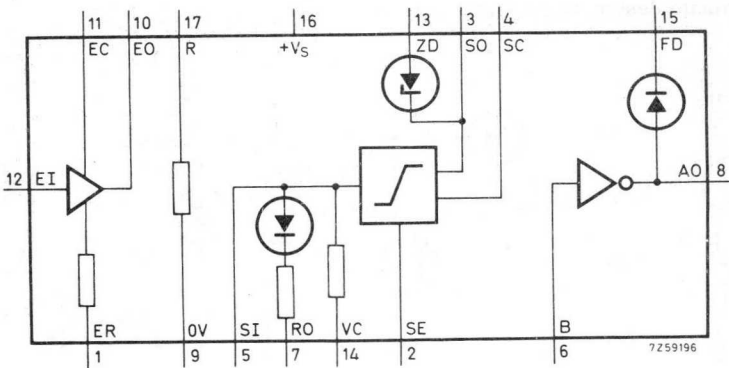 11 10 17 16 13 3 4 15
EC EO R +VS ZD SO SC FD
12 EI AO 8
ER 0V SI RO VC SE B
1 9 5 7 14 2 6
7Z59196